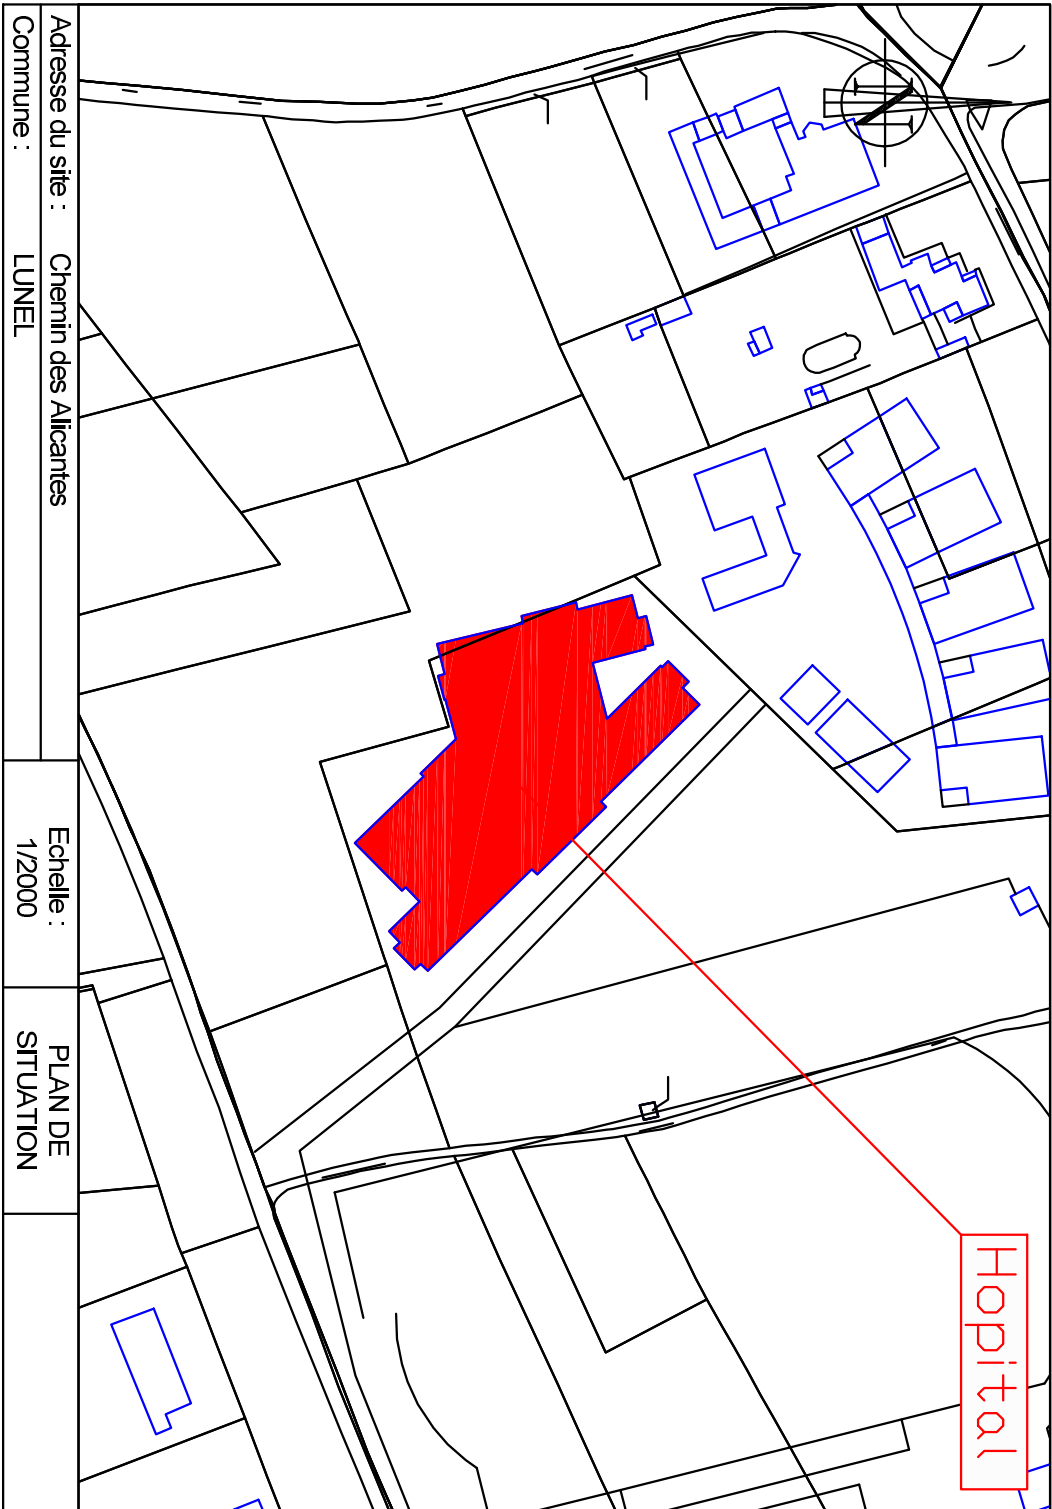 Hopital
Adresse du site : Chemin des Alicantes
Commune : LUNEL
Echelle :
1/2000
PLAN DE
SITUATION